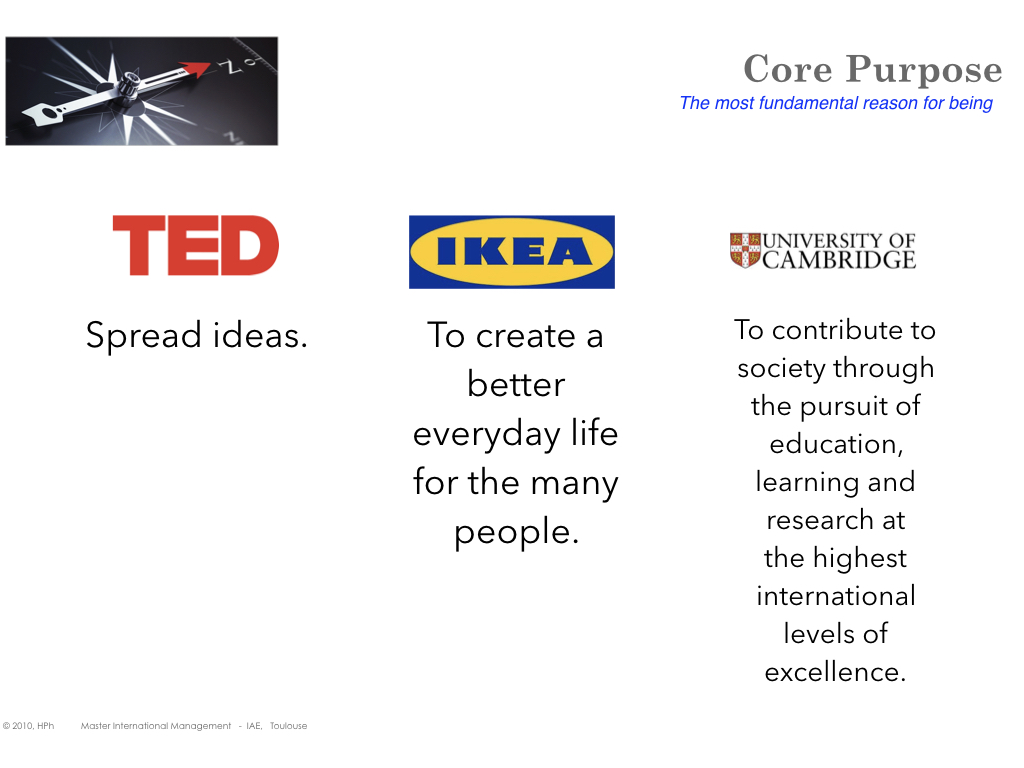 Core Purpose
The most fundamental reason for being
TED
Spread ideas.
IKEA
To create a
better
everyday life
for the many
people.
UNIVERSITY OF
CAMBRIDGE
To contribute to
society through
the pursuit of
education,
learning and
research at
the highest
international
levels of
excellence.
© 2010, HPh Master International Management - IAE, Toulouse